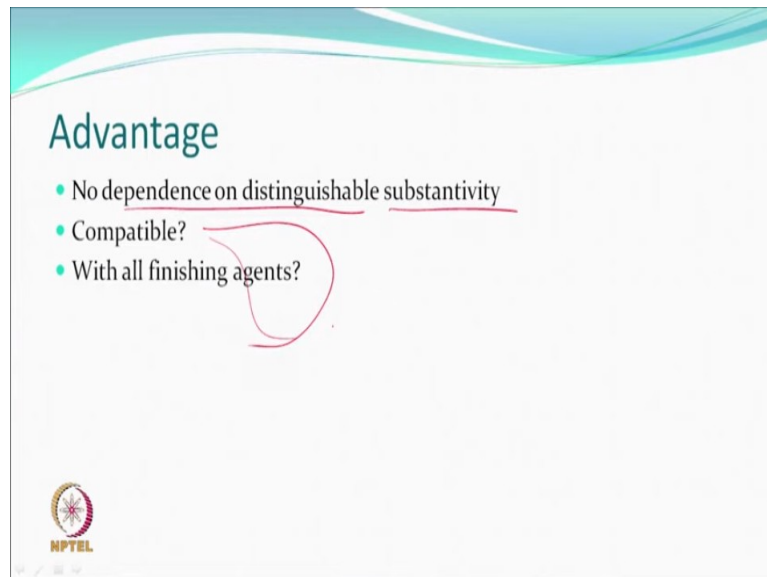 Advantage
No dependence on distinguishable substantivity
Compatible?
With all finishing agents?
NPTEL